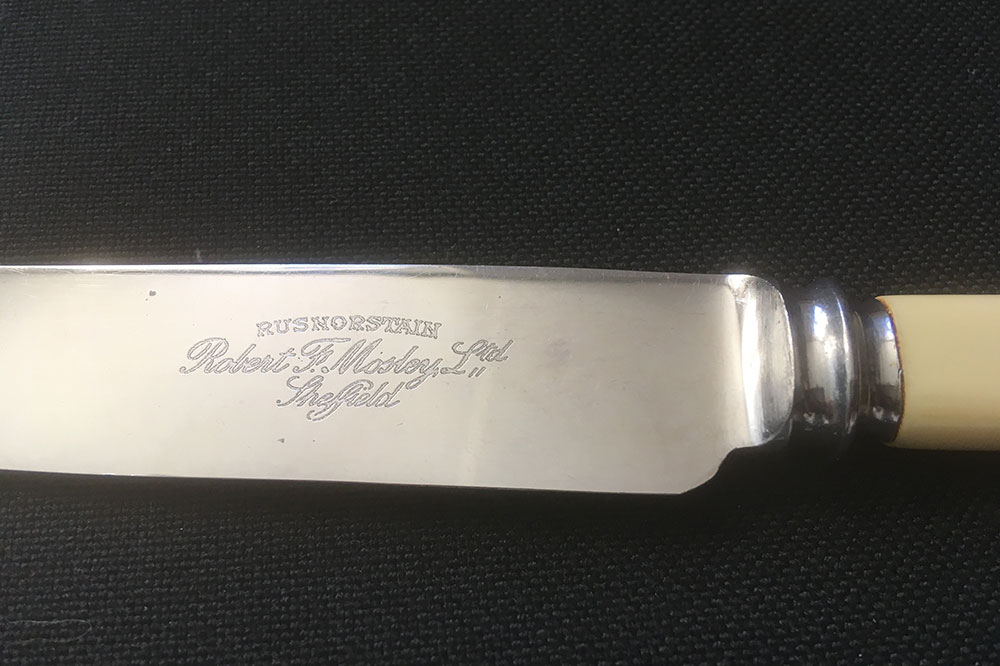 RUSNORSTAIN
Robert F. Mosley, Ltd
Sheffield